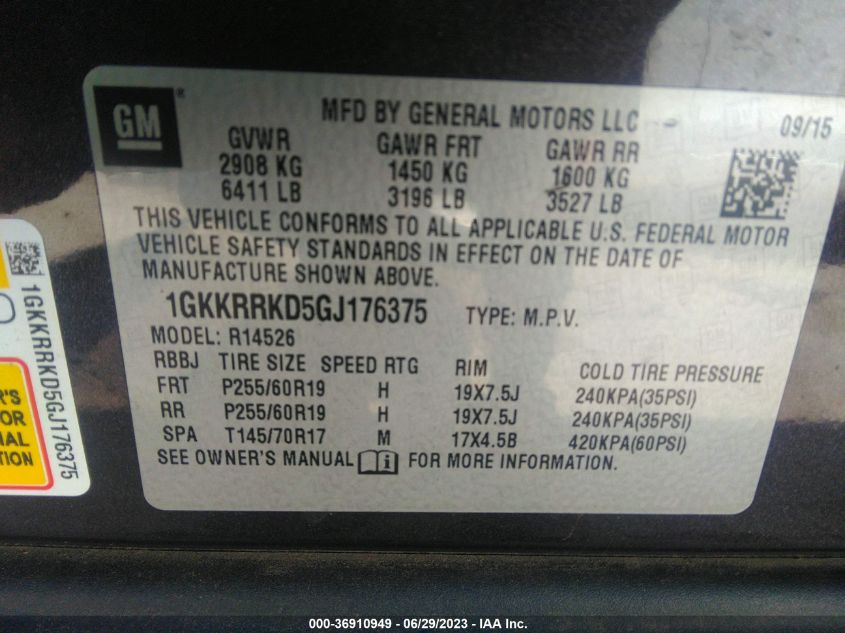 GM ®
MFD BY GENERAL MOTORS LLC
09/15
GVWR GAWR FRT GAWR RR
2908 KG 1450 KG 1600 KG
6411 LB 3196 LB 3527 LB
THIS VEHICLE CONFORMS TO ALL APPLICABLE U.S. FEDERAL MOTOR
VEHICLE SAFETY STANDARDS IN EFFECT ON THE DATE OF
MANUFACTURE SHOWN ABOVE.
1GKKRRKD5GJ176375 TYPE: M.P.V.
MODEL: R14526
RBBJ TIRE SIZE SPEED RTG RIM COLD TIRE PRESSURE
FRT P255/60R19 H 19X7.5J 240KPA(35PSI)
RR P255/60R19 H 19X7.5J 240KPA(35PSI)
SPA T145/70R17 M 17X4.5B 420KPA(60PSI)
SEE OWNER'S MANUAL i FOR MORE INFORMATION.
1GKKRRKD5GJ176375
000-36910949 - 06/29/2023 - IAA Inc.